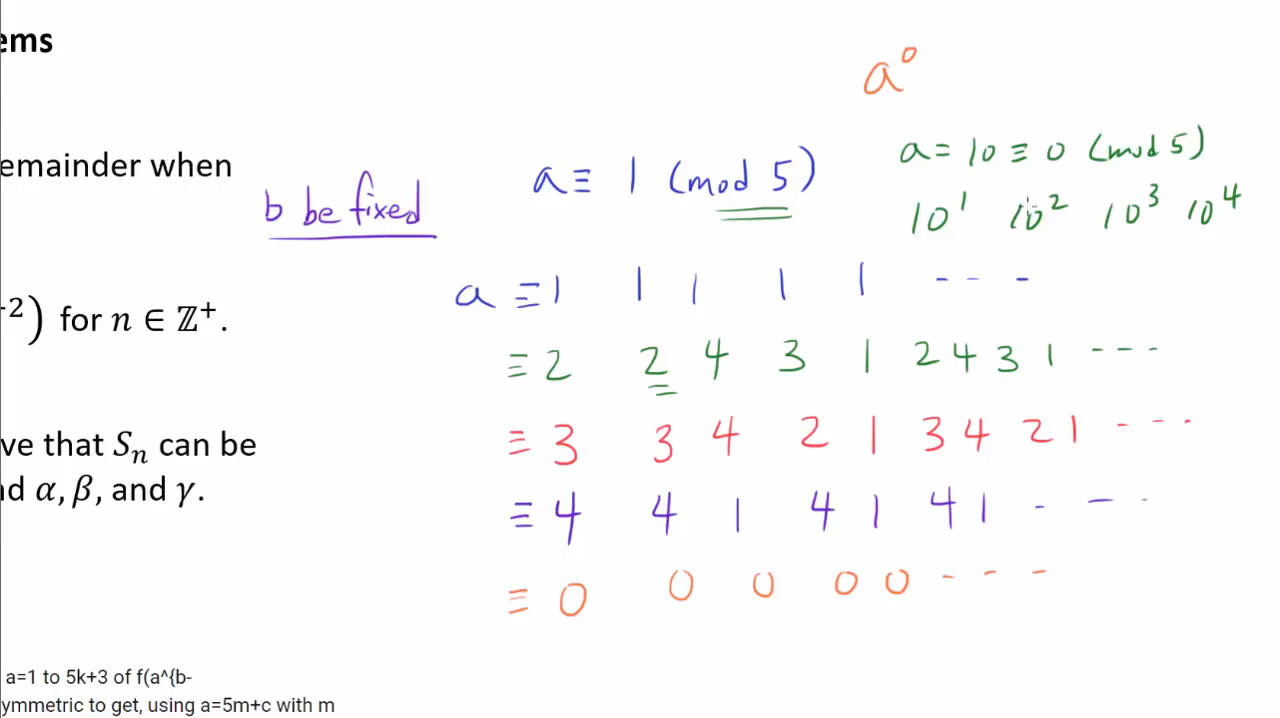 ems
a⁰
a = 10 ≡ 0 (mod 5)
emainder when
a ≡ 1 (mod 5)
b be fixed
10¹ 10² 10³ 10⁴
a ≡ 1 1 1 1 1 - - -
-2) for n ∈ ℤ⁺.
≡ 2 2 4 3 1 2 4 3 1 - - -
≡ 3 3 4 2 1 3 4 2 1 - - -
ve that Sₙ can be
d α, β, and γ.
≡ 4 4 1 4 1 4 1 - - -
≡ 0 0 0 0 0 - - -
a=1 to 5k+3 of f(a^{b-
ymmetric to get, using a=5m+c with m